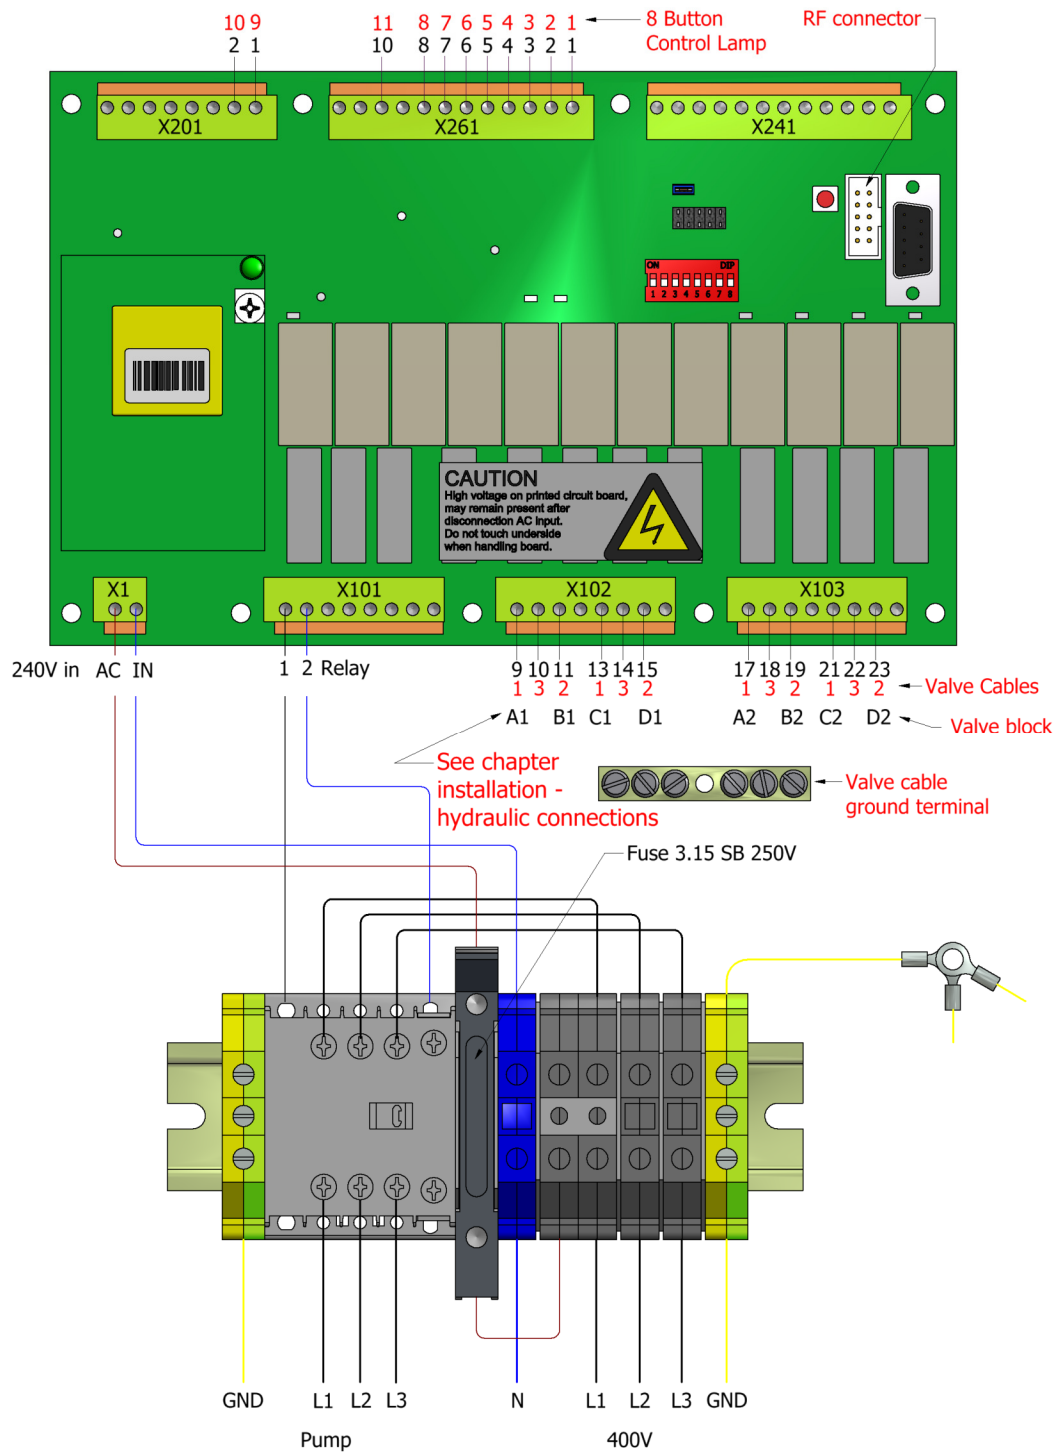 10 9
2 1
11 8 7 6 5 4 3 2 1
10 8 7 6 5 4 3 2 1
8 Button
Control Lamp
RF connector
X201
X261
X241
ON DIP
1 2 3 4 5 6 7 8
CAUTION
High voltage on printed circuit board,
may remain present after
disconnection AC input.
Do not touch underside
when handling board.
X1
X101
X102
X103
240V in AC IN
1 2 Relay
9 10 11 13 14 15
1 3 2 1 3 2
A1 B1 C1 D1
17 18 19 21 22 23
1 3 2 1 3 2
A2 B2 C2 D2
Valve Cables
Valve block
See chapter
installation -
hydraulic connections
Valve cable
ground terminal
Fuse 3.15 SB 250V
GND L1 L2 L3 N L1 L2 L3 GND
Pump 400V